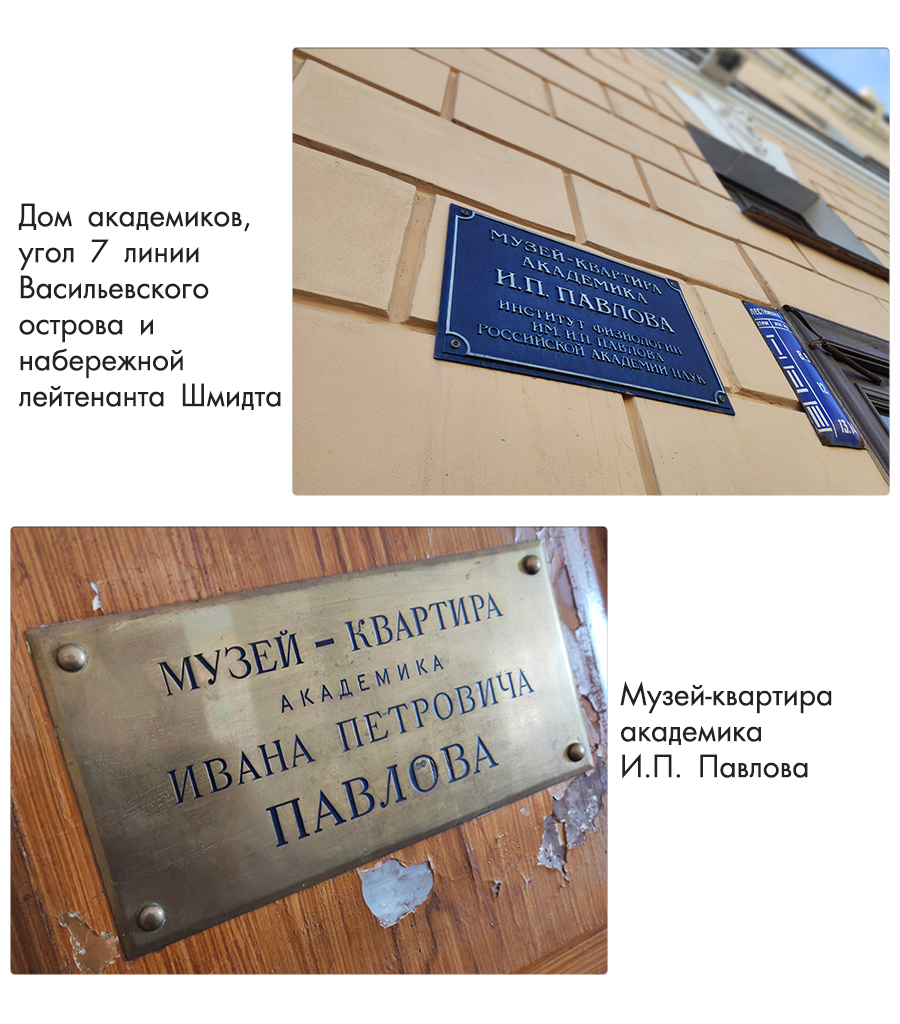 Дом академиков,
угол 7 линии
Васильевского
острова и
набережной
лейтенанта Шмидта
МУЗЕЙ-КВАРТИРА
АКАДЕМИКА
И.П. ПАВЛОВА
ИНСТИТУТ ФИЗИОЛОГИИ
ИМ. И.П. ПАВЛОВА
РОССИЙСКОЙ АКАДЕМИИ НАУК
МУЗЕЙ – КВАРТИРА
АКАДЕМИКА
ИВАНА ПЕТРОВИЧА
ПАВЛОВА
Музей-квартира
академика
И.П. Павлова